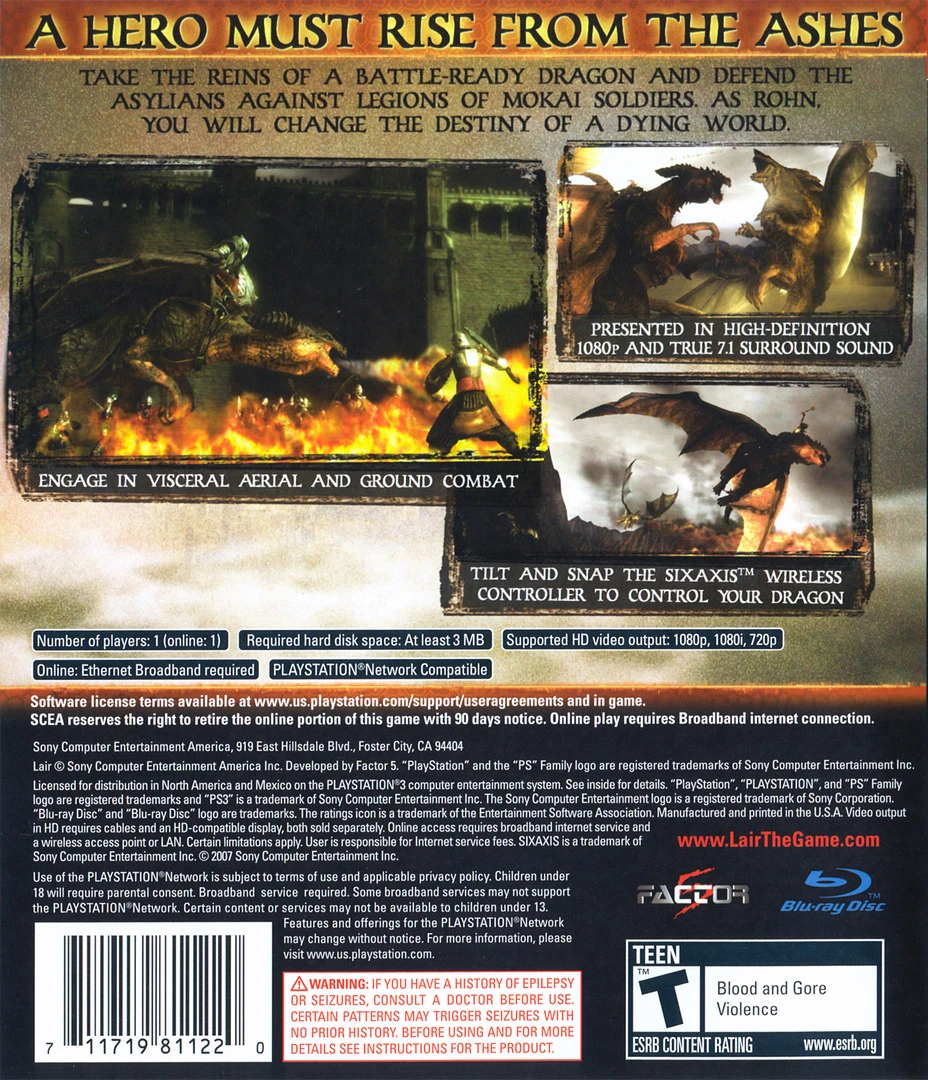 A HERO MUST RISE FROM THE ASHES
TAKE THE REINS OF A BATTLE-READY DRAGON AND DEFEND THE
ASYLIANS AGAINST LEGIONS OF MOKAI SOLDIERS. AS ROHN,
YOU WILL CHANGE THE DESTINY OF A DYING WORLD.
PRESENTED IN HIGH-DEFINITION
1080P AND TRUE 7.1 SURROUND SOUND
ENGAGE IN VISCERAL AERIAL AND GROUND COMBAT
TILT AND SNAP THE SIXAXIS™ WIRELESS
CONTROLLER TO CONTROL YOUR DRAGON
Number of players: 1 (online: 1)
Required hard disk space: At least 3 MB
Supported HD video output: 1080p, 1080i, 720p
Online: Ethernet Broadband required
PLAYSTATION®Network Compatible
Software license terms available at www.us.playstation.com/support/useragreements and in game.
SCEA reserves the right to retire the online portion of this game with 90 days notice. Online play requires Broadband internet connection.
Sony Computer Entertainment America, 919 East Hillsdale Blvd., Foster City, CA 94404
Lair © Sony Computer Entertainment America Inc. Developed by Factor 5. "PlayStation" and the "PS" Family logo are registered trademarks of Sony Computer Entertainment Inc.
Licensed for distribution in North America and Mexico on the PLAYSTATION®3 computer entertainment system. See inside for details. "PlayStation", "PLAYSTATION", and "PS" Family
logo are registered trademarks and "PS3" is a trademark of Sony Computer Entertainment Inc. The Sony Computer Entertainment logo is a registered trademark of Sony Corporation.
"Blu-ray Disc" and "Blu-ray Disc" logo are trademarks. The ratings icon is a trademark of the Entertainment Software Association. Manufactured and printed in the U.S.A. Video output
in HD requires cables and an HD-compatible display, both sold separately. Online access requires broadband internet service and
a wireless access point or LAN. Certain limitations apply. User is responsible for Internet service fees. SIXAXIS is a trademark of
Sony Computer Entertainment Inc. © 2007 Sony Computer Entertainment Inc.
www.LairTheGame.com
Use of the PLAYSTATION®Network is subject to terms of use and applicable privacy policy. Children under
18 will require parental consent. Broadband service required. Some broadband services may not support
the PLAYSTATION®Network. Certain content or services may not be available to children under 13.
Features and offerings for the PLAYSTATION®Network
may change without notice. For more information, please
visit www.us.playstation.com.
FACTOR 5
Blu-ray Disc™
⚠WARNING: IF YOU HAVE A HISTORY OF EPILEPSY
OR SEIZURES, CONSULT A DOCTOR BEFORE USE.
CERTAIN PATTERNS MAY TRIGGER SEIZURES WITH
NO PRIOR HISTORY. BEFORE USING AND FOR MORE
DETAILS SEE INSTRUCTIONS FOR THE PRODUCT.
7 11719 81122 0
TEEN
T™
Blood and Gore
Violence
ESRB CONTENT RATING www.esrb.org